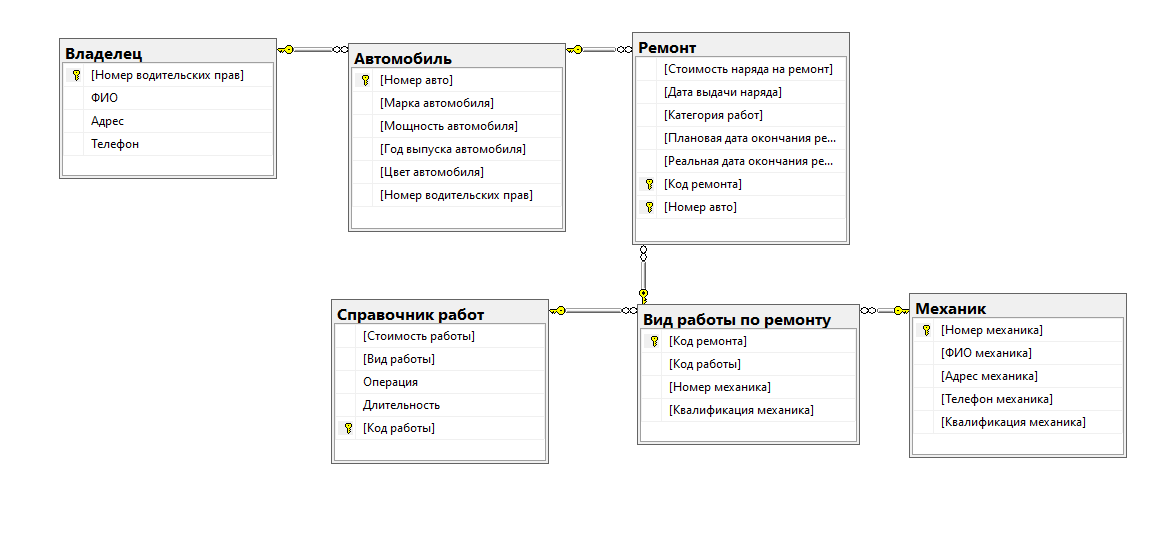 Владелец
[Номер водительских прав]
ФИО
Адрес
Телефон
Автомобиль
[Номер авто]
[Марка автомобиля]
[Мощность автомобиля]
[Год выпуска автомобиля]
[Цвет автомобиля]
[Номер водительских прав]
Ремонт
[Стоимость наряда на ремонт]
[Дата выдачи наряда]
[Категория работ]
[Плановая дата окончания ре...
[Реальная дата окончания ре...
[Код ремонта]
[Номер авто]
Справочник работ
[Стоимость работы]
[Вид работы]
Операция
Длительность
[Код работы]
Вид работы по ремонту
[Код ремонта]
[Код работы]
[Номер механика]
[Квалификация механика]
Механик
[Номер механика]
[ФИО механика]
[Адрес механика]
[Телефон механика]
[Квалификация механика]